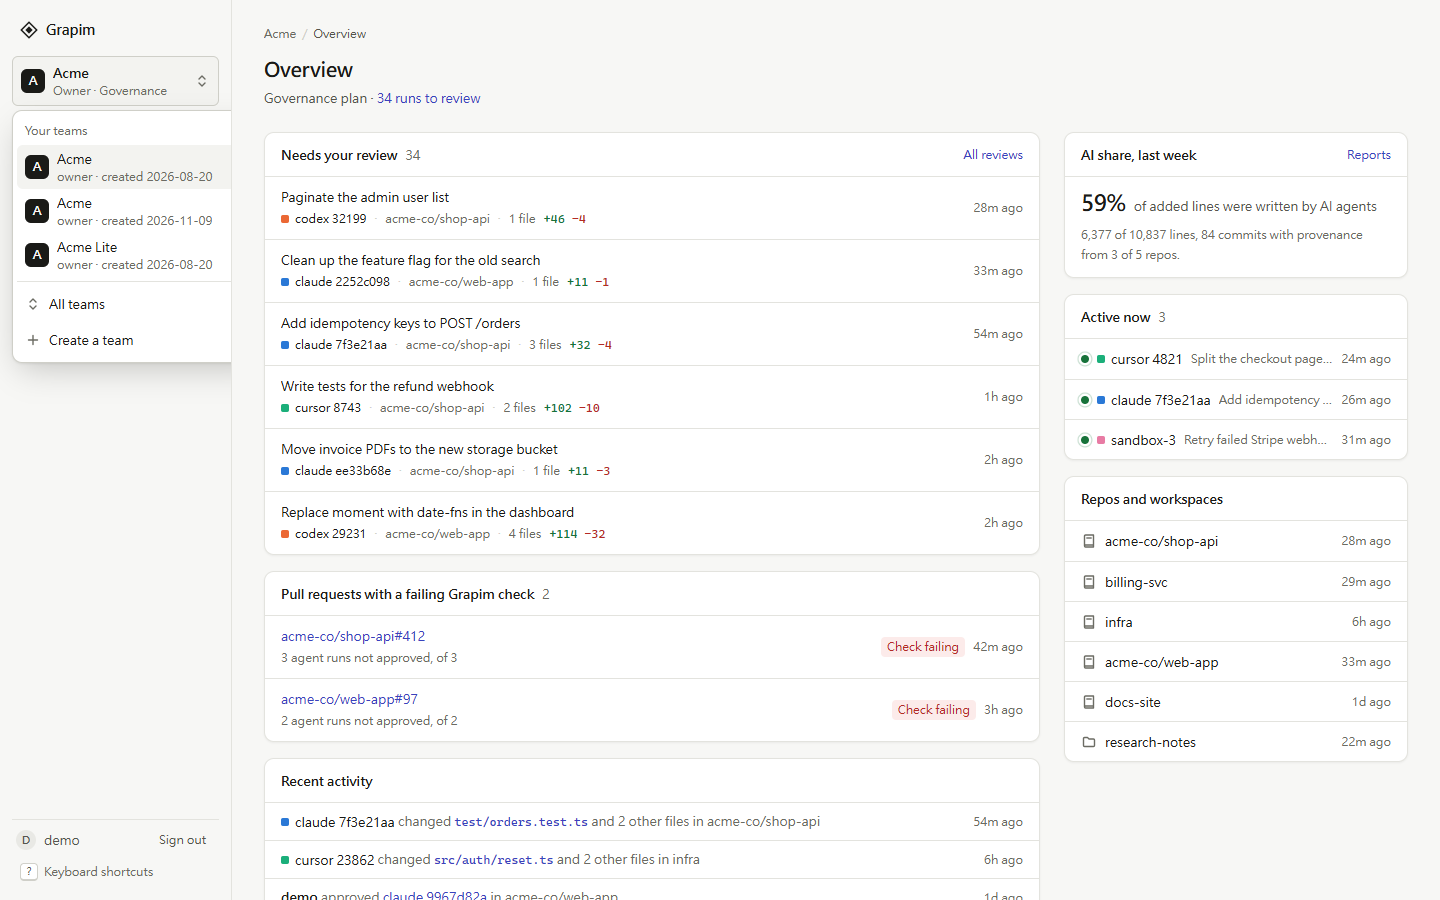 Grapim
A
Acme
Owner · Governance
Your teams
A
Acme
owner · created 2026-08-20
A
Acme
owner · created 2026-11-09
A
Acme Lite
owner · created 2026-08-20
All teams
Create a team
D demo Sign out
? Keyboard shortcuts
Acme / Overview
Overview
Governance plan · 34 runs to review
Needs your review 34 All reviews
Paginate the admin user list
codex 32199 · acme-co/shop-api · 1 file +46 −4
28m ago
Clean up the feature flag for the old search
claude 2252c098 · acme-co/web-app · 1 file +11 −1
33m ago
Add idempotency keys to POST /orders
claude 7f3e21aa · acme-co/shop-api · 3 files +32 −4
54m ago
Write tests for the refund webhook
cursor 8743 · acme-co/shop-api · 2 files +102 −10
1h ago
Move invoice PDFs to the new storage bucket
claude ee33b68e · acme-co/shop-api · 1 file +11 −3
2h ago
Replace moment with date-fns in the dashboard
codex 29231 · acme-co/web-app · 4 files +114 −32
2h ago
Pull requests with a failing Grapim check 2
acme-co/shop-api#412
3 agent runs not approved, of 3
Check failing 42m ago
acme-co/web-app#97
2 agent runs not approved, of 2
Check failing 3h ago
Recent activity
claude 7f3e21aa changed test/orders.test.ts and 2 other files in acme-co/shop-api 54m ago
cursor 23862 changed src/auth/reset.ts and 2 other files in infra 6h ago
demo approved claude 9967d82a in acme-co/web-app 1d ago
AI share, last week Reports
59% of added lines were written by AI agents
6,377 of 10,837 lines, 84 commits with provenance
from 3 of 5 repos.
Active now 3
cursor 4821 Split the checkout page... 24m ago
claude 7f3e21aa Add idempotency ... 26m ago
sandbox-3 Retry failed Stripe webh... 31m ago
Repos and workspaces
acme-co/shop-api 28m ago
billing-svc 29m ago
infra 6h ago
acme-co/web-app 33m ago
docs-site 1d ago
research-notes 22m ago